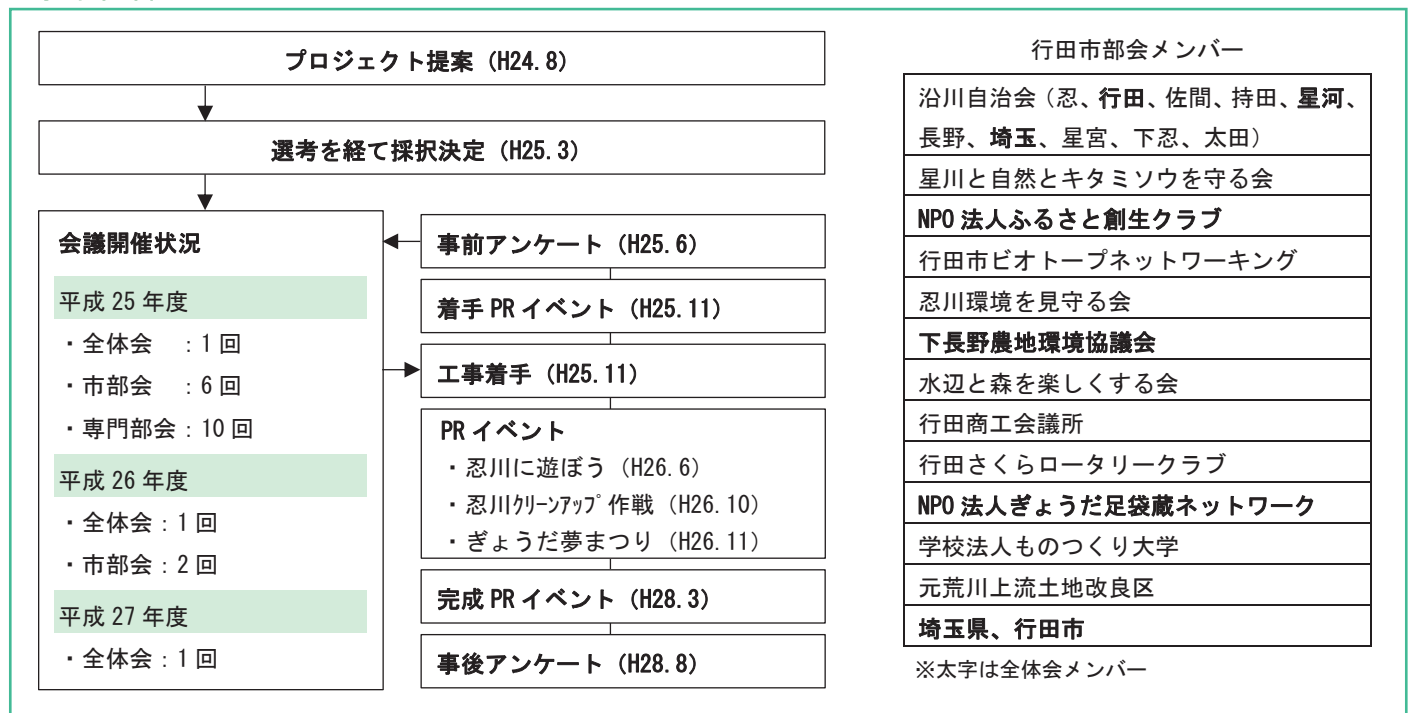 プロジェクト提案（H24.8）
選考を経て採択決定（H25.3）
会議開催状況
平成25年度
・全体会　：1回
・市部会　：6回
・専門部会：10回
平成26年度
・全体会：1回
・市部会：2回
平成27年度
・全体会：1回
事前アンケート（H25.6）
着手PRイベント（H25.11）
工事着手（H25.11）
PRイベント
・忍川に遊ぼう（H26.6）
・忍川ｸﾘｰﾝｱｯﾌﾟ作戦（H26.10）
・ぎょうだ夢まつり（H26.11）
完成PRイベント（H28.3）
事後アンケート（H28.8）
行田市部会メンバー
沿川自治会（忍、行田、佐間、持田、星河、
長野、埼玉、星宮、下忍、太田）
星川と自然とキタミソウを守る会
NPO法人ふるさと創生クラブ
行田市ビオトープネットワーキング
忍川環境を見守る会
下長野農地環境協議会
水辺と森を楽しくする会
行田商工会議所
行田さくらロータリークラブ
NPO法人ぎょうだ足袋蔵ネットワーク
学校法人ものつくり大学
元荒川上流土地改良区
埼玉県、行田市
※太字は全体会メンバー